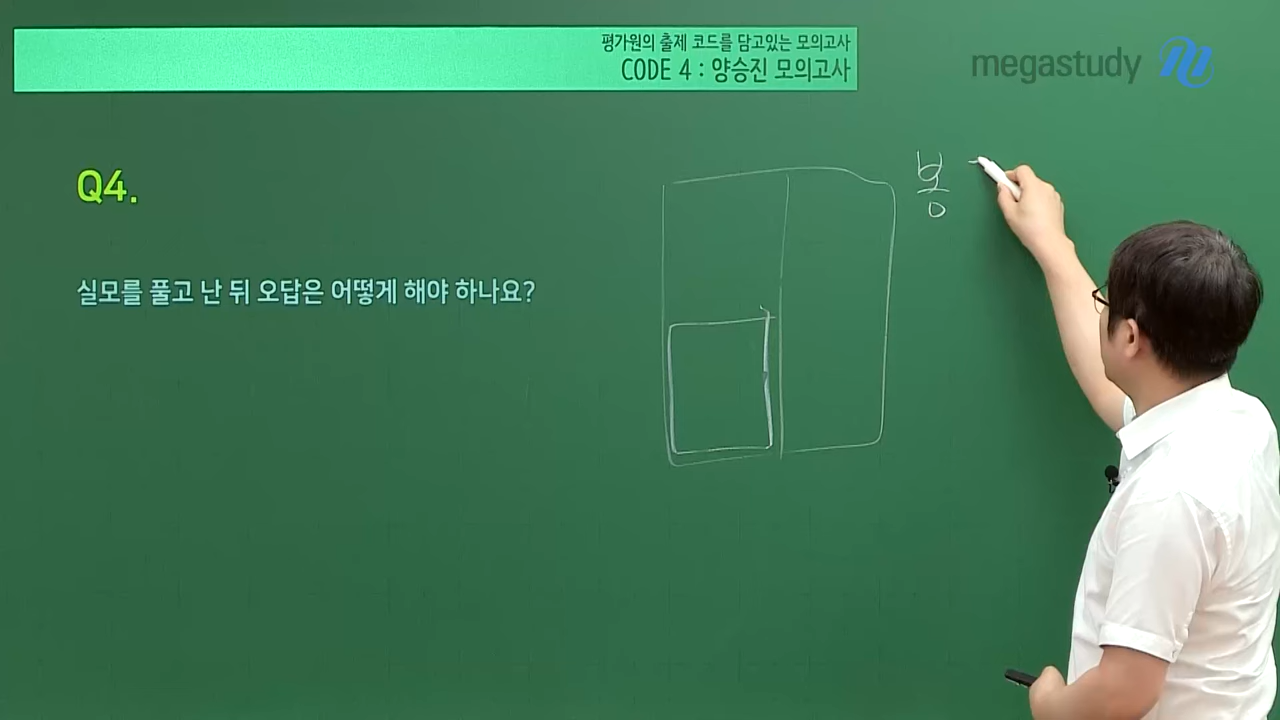 평가원의 출제 코드를 담고있는 모의고사
CODE 4 : 양승진 모의고사
megastudy
Q4.
실모를 풀고 난 뒤 오답은 어떻게 해야 하나요?
봉